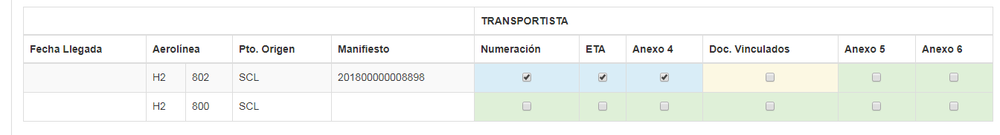 TRANSPORTISTA
Fecha Llegada Aerolínea Pto. Origen Manifiesto Numeración ETA Anexo 4 Doc. Vinculados Anexo 5 Anexo 6
H2 802 SCL 201800000008898
H2 800 SCL